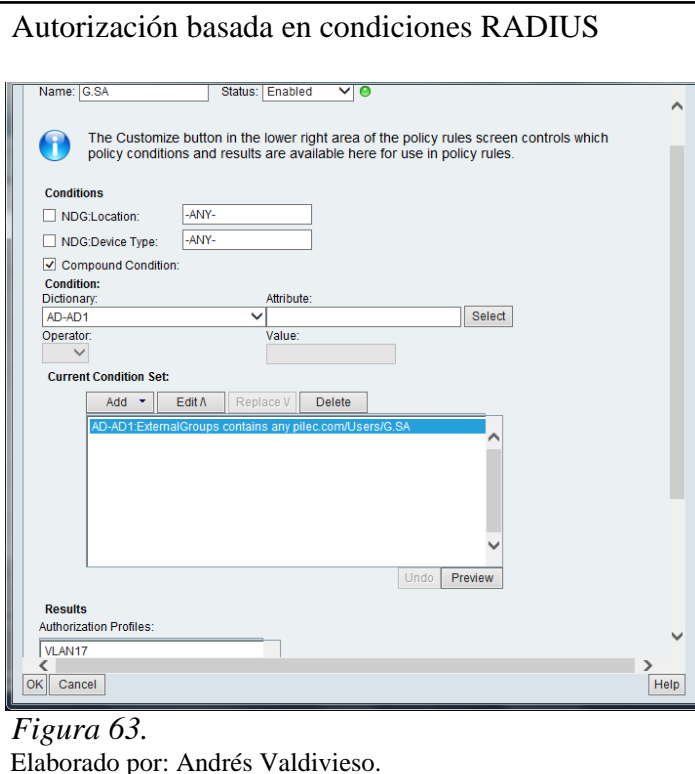 Autorización basada en condiciones RADIUS
Name: G.SA Status: Enabled
The Customize button in the lower right area of the policy rules screen controls which
policy conditions and results are available here for use in policy rules.
Conditions
NDG:Location: -ANY-
NDG:Device Type: -ANY-
Compound Condition:
Condition:
Dictionary: Attribute:
AD-AD1 Select
Operator: Value:
Current Condition Set:
Add Edit /\ Replace V Delete
AD-AD1:ExternalGroups contains any pilec.com/Users/G.SA
Undo Preview
Results
Authorization Profiles:
VLAN17
OK Cancel Help
Figura 63.
Elaborado por: Andrés Valdivieso.